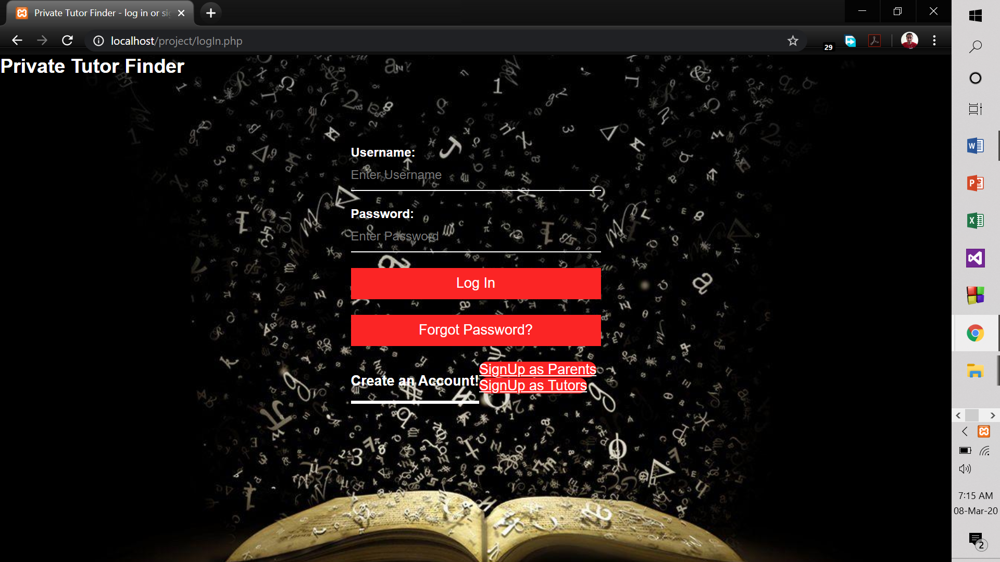 Private Tutor Finder - log in or si
localhost/project/logIn.php
29
Private Tutor Finder
Username:
Enter Username
Password:
Enter Password
Log In
Forgot Password?
Create an Account!
SignUp as Parents
SignUp as Tutors
7:15 AM
08-Mar-20
2